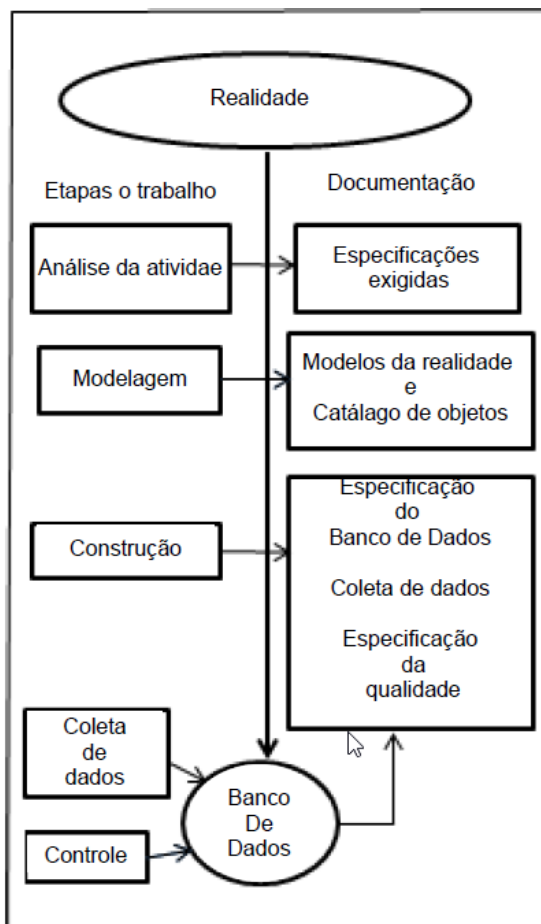 Realidade
Etapas o trabalho
Documentação
Análise da atividae
Especificações
exigidas
Modelagem
Modelos da realidade
e
Catálago de objetos
Construção
Especificação
do
Banco de Dados
Coleta de dados
Especificação
da
qualidade
Coleta
de
dados
Banco
De
Dados
Controle